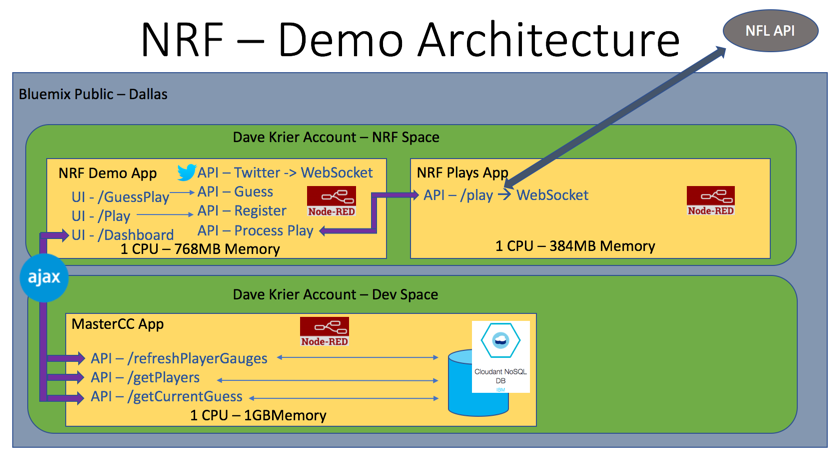 NRF – Demo Architecture
NFL API
Bluemix Public – Dallas
Dave Krier Account – NRF Space
NRF Demo App
UI - /GuessPlay
UI - /Play
UI - /Dashboard
API – Twitter -> WebSocket
API – Guess
API – Register
API – Process Play
Node-RED
1 CPU – 768MB Memory
NRF Plays App
API – /play → WebSocket
Node-RED
1 CPU – 384MB Memory
ajax
Dave Krier Account – Dev Space
MasterCC App
Node-RED
API – /refreshPlayerGauges
API – /getPlayers
API – /getCurrentGuess
1 CPU – 1GBMemory
Cloudant NoSQL
DB